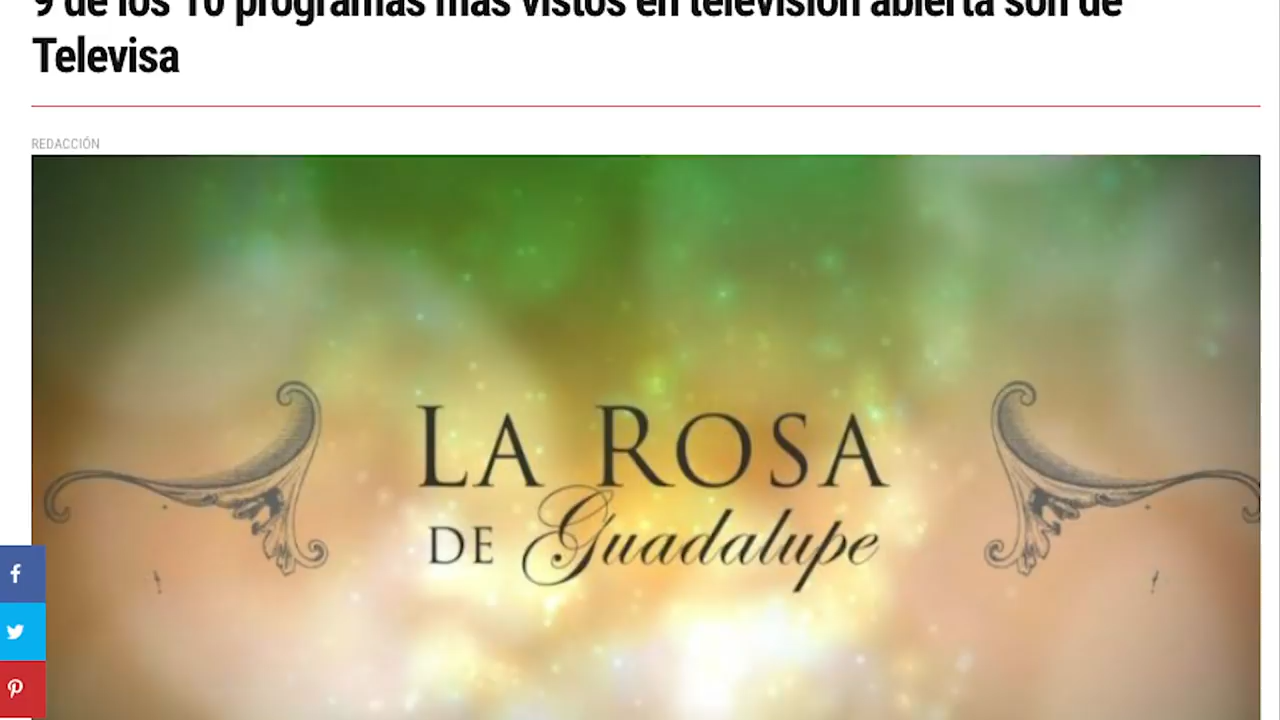 9 de los 10 programas más vistos en televisión abierta son de
Televisa
REDACCIÓN
LA ROSA
DE Guadalupe